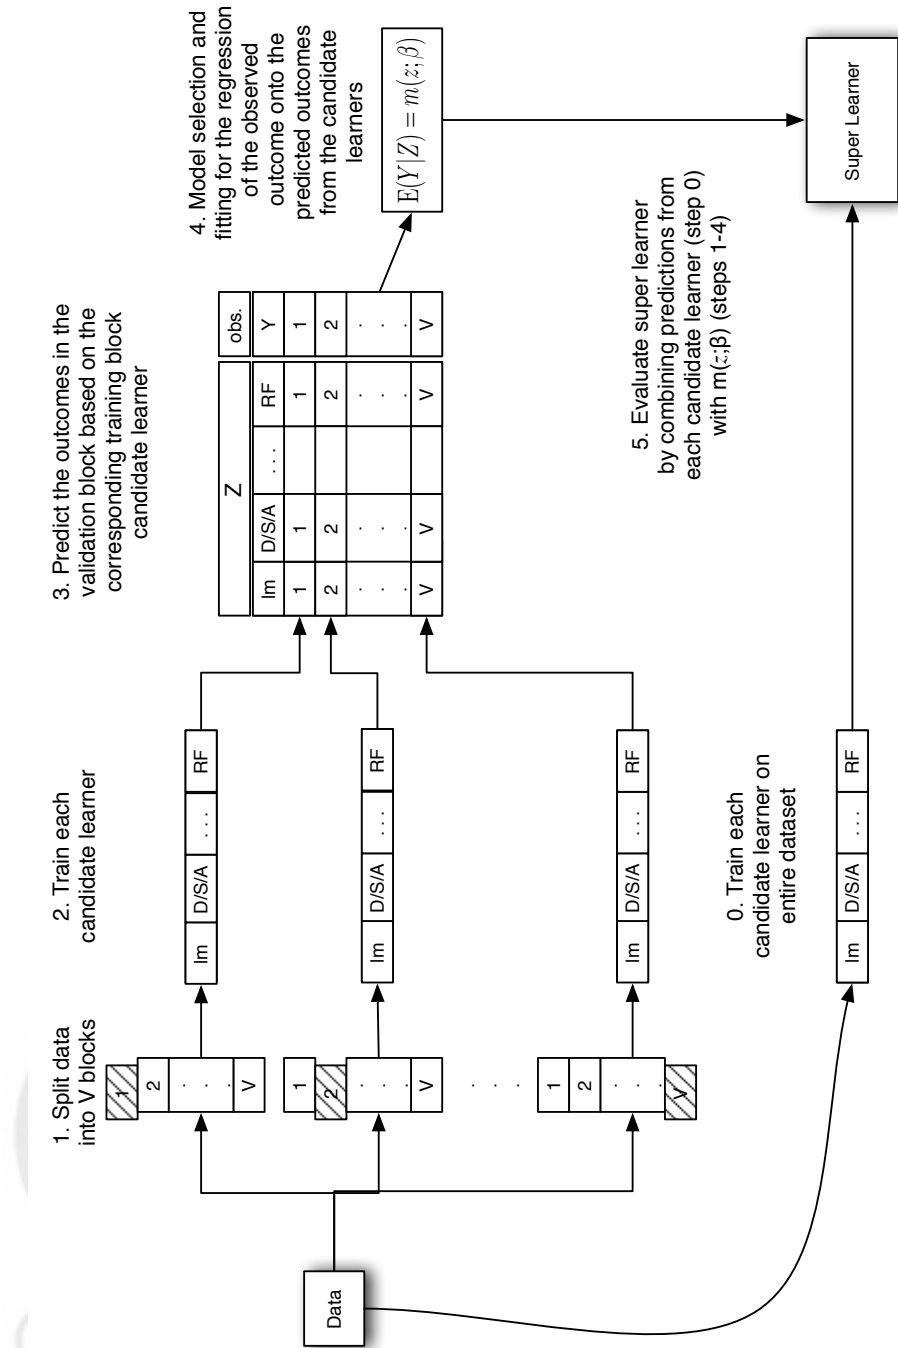 Data
1. Split data
into V blocks
1
2
. . .
V
1
2
. . .
V
. . .
1
2
. . .
V
2. Train each
candidate learner
lm D/S/A . . . RF
lm D/S/A . . . RF
lm D/S/A . . . RF
3. Predict the outcomes in the
validation block based on the
corresponding training block
candidate learner
Z obs.
lm D/S/A . . . RF Y
1 1 1 1
2 2 2 2
. . . . . . . . . . . .
V V V V
4. Model selection and
fitting for the regression
of the observed
outcome onto the
predicted outcomes
from the candidate
learners
E(Y|Z) = m(z; β)
0. Train each
candidate learner on
entire dataset
lm D/S/A . . . RF
5. Evaluate super learner
by combining predictions from
each candidate learner (step 0)
with m(z;β) (steps 1-4)
Super Learner